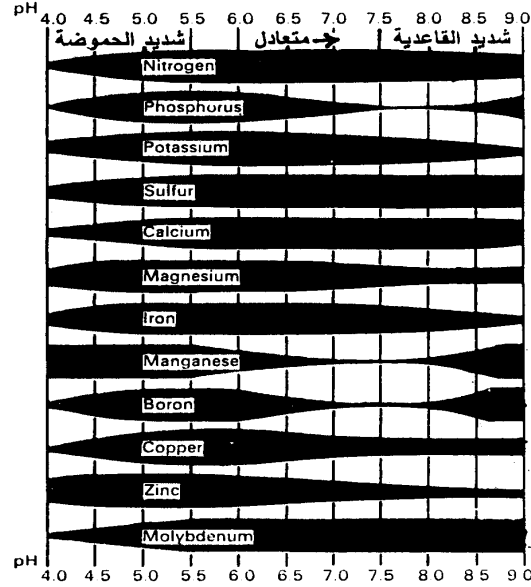 pH
4.0 4.5 5.0 5.5 6.0 6.5 7.0 7.5 8.0 8.5 9.0
شديد الحموضة متعادل شديد القاعدية
Nitrogen
Phosphorus
Potassium
Sulfur
Calcium
Magnesium
Iron
Manganese
Boron
Copper
Zinc
Molybdenum
pH
4.0 4.5 5.0 5.5 6.0 6.5 7.0 7.5 8.0 8.5 9.0